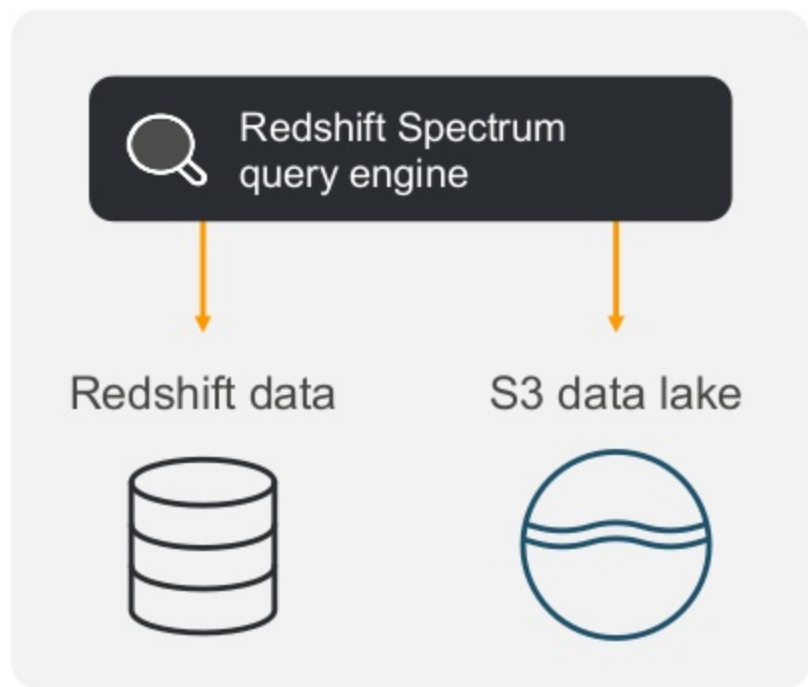 Redshift Spectrum
query engine
Redshift data
S3 data lake